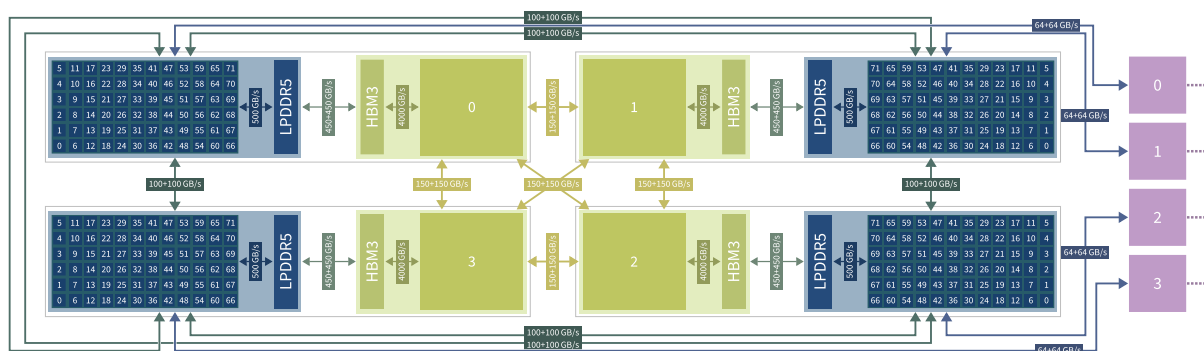 100+100 GB/s
64+64 GB/s
100+100 GB/s
5 11 17 23 29 35 41 47 53 59 65 71
4 10 16 22 28 34 40 46 52 58 64 70
3 9 15 21 27 33 39 45 51 57 63 69
2 8 14 20 26 32 38 44 50 56 62 68
1 7 13 19 25 31 37 43 49 55 61 67
0 6 12 18 24 30 36 42 48 54 60 66
500 GB/s
LPDDR5
450+450 GB/s
HBM3
4000 GB/s
0
150+150 GB/s
1
4000 GB/s
HBM3
450+450 GB/s
LPDDR5
500 GB/s
71 65 59 53 47 41 35 29 23 17 11 5
70 64 58 52 46 40 34 28 22 16 10 4
69 63 57 51 45 39 33 27 21 15 9 3
68 62 56 50 44 38 32 26 20 14 8 2
67 61 55 49 43 37 31 25 19 13 7 1
66 60 54 48 42 36 30 24 18 12 6 0
64+64 GB/s
0
1
100+100 GB/s
150+150 GB/s
150+150 GB/s
150+150 GB/s
100+100 GB/s
5 11 17 23 29 35 41 47 53 59 65 71
4 10 16 22 28 34 40 46 52 58 64 70
3 9 15 21 27 33 39 45 51 57 63 69
2 8 14 20 26 32 38 44 50 56 62 68
1 7 13 19 25 31 37 43 49 55 61 67
0 6 12 18 24 30 36 42 48 54 60 66
500 GB/s
LPDDR5
450+450 GB/s
HBM3
4000 GB/s
3
150+150 GB/s
2
4000 GB/s
HBM3
450+450 GB/s
LPDDR5
500 GB/s
71 65 59 53 47 41 35 29 23 17 11 5
70 64 58 52 46 40 34 28 22 16 10 4
69 63 57 51 45 39 33 27 21 15 9 3
68 62 56 50 44 38 32 26 20 14 8 2
67 61 55 49 43 37 31 25 19 13 7 1
66 60 54 48 42 36 30 24 18 12 6 0
64+64 GB/s
2
3
100+100 GB/s
100+100 GB/s
64+64 GB/s